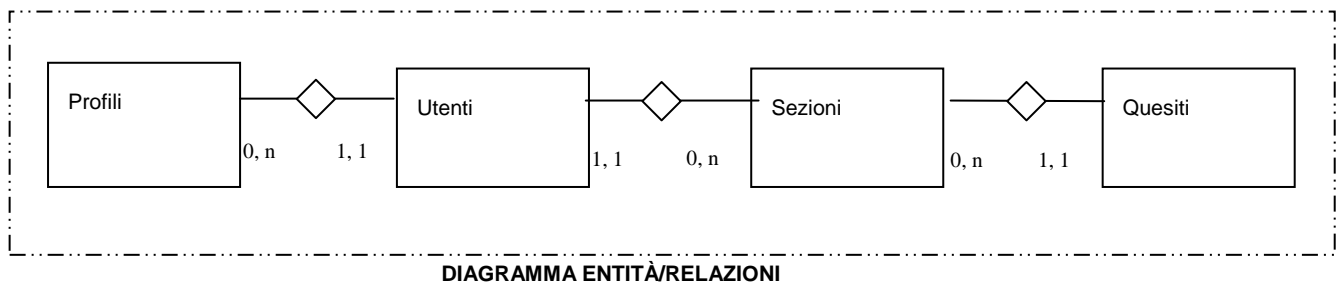 Profili
Utenti
Sezioni
Quesiti
0, n
1, 1
1, 1
0, n
0, n
1, 1
DIAGRAMMA ENTITÀ/RELAZIONI